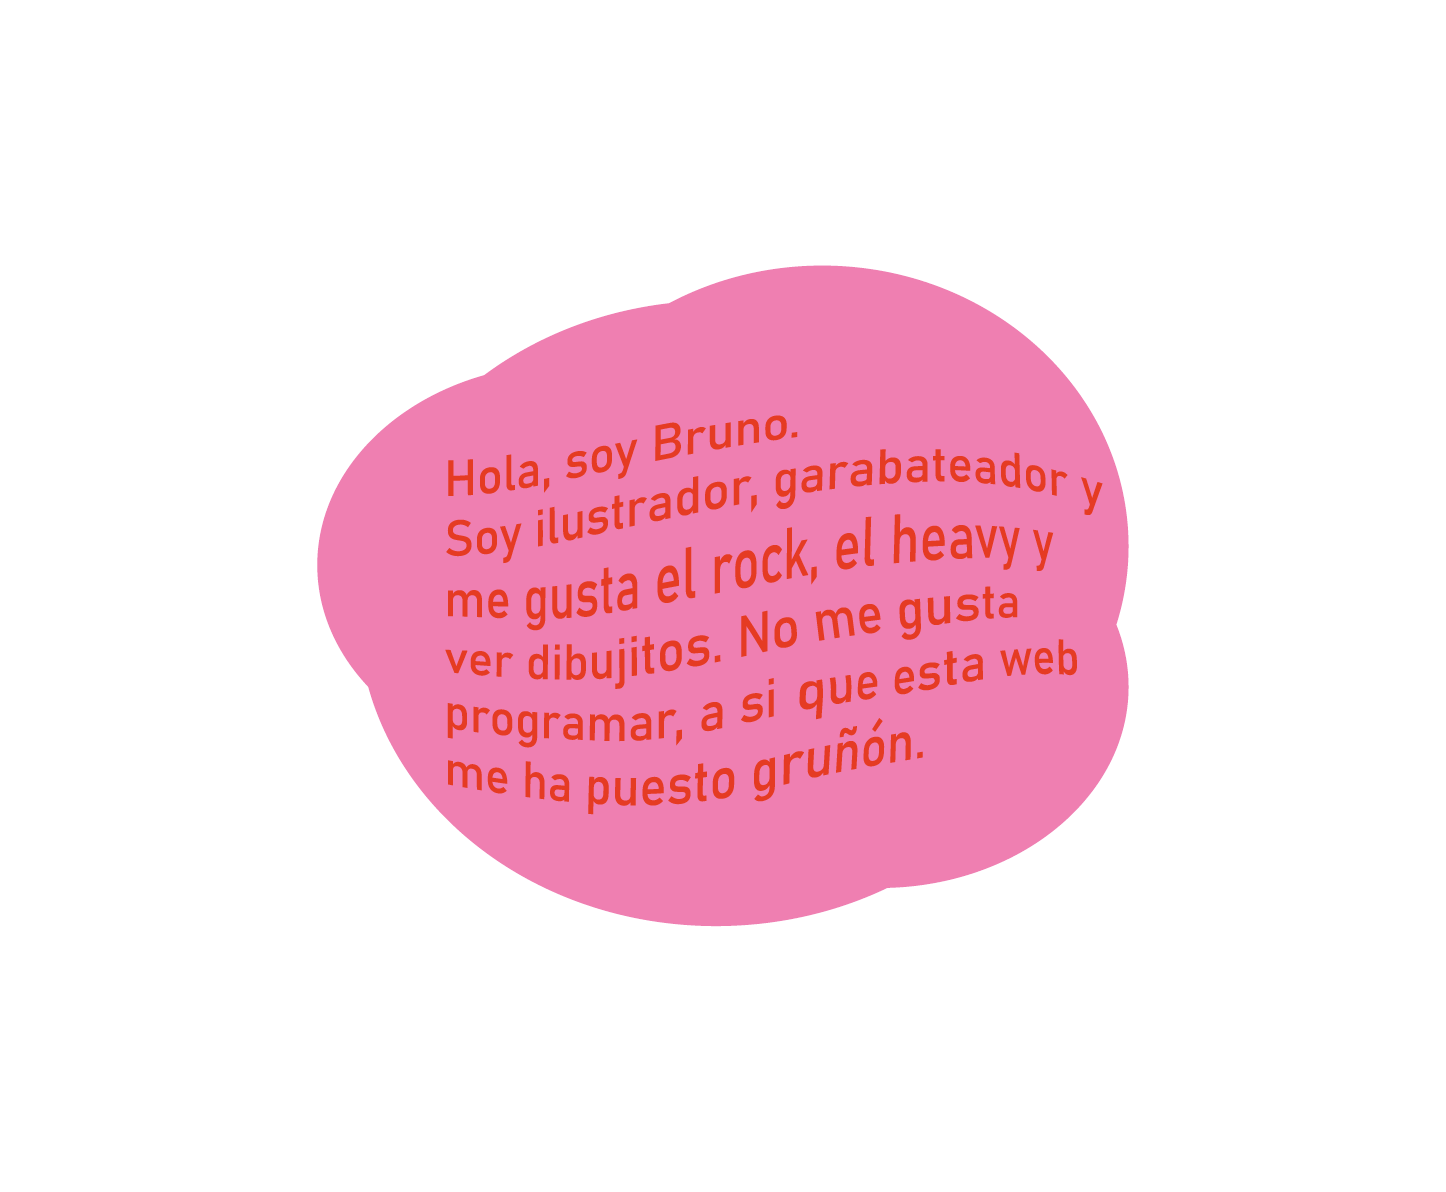 Hola, soy Bruno.
Soy ilustrador, garabateador y
me gusta el rock, el heavy y
ver dibujitos. No me gusta
programar, a si que esta web
me ha puesto gruñón.